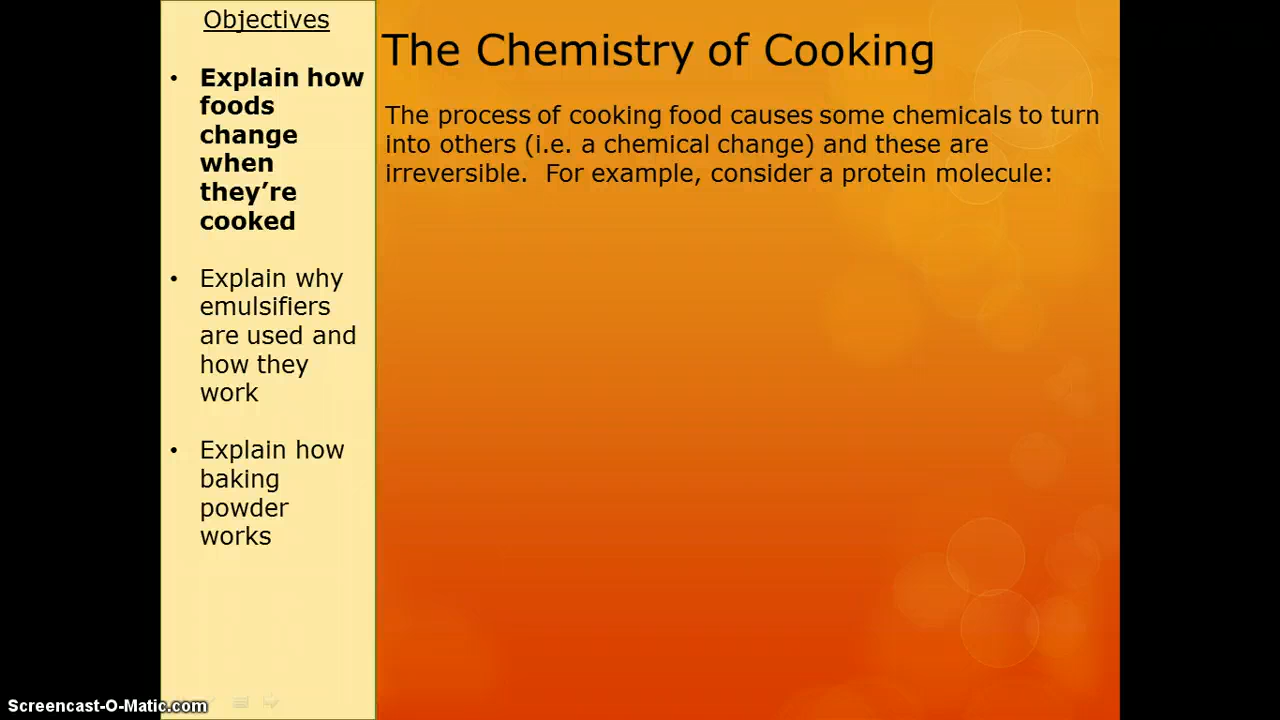 Objectives
• Explain how
foods
change
when
they’re
cooked
• Explain why
emulsifiers
are used and
how they
work
• Explain how
baking
powder
works
The Chemistry of Cooking
The process of cooking food causes some chemicals to turn
into others (i.e. a chemical change) and these are
irreversible.  For example, consider a protein molecule:
Screencast-O-Matic.com